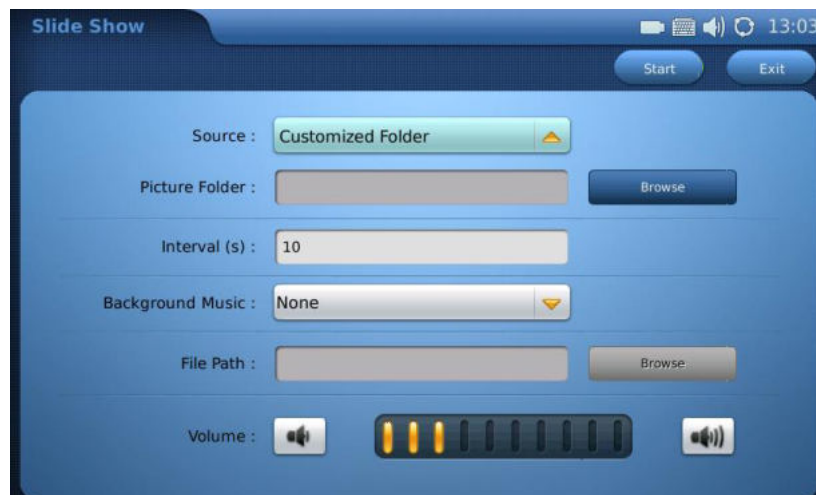 Slide Show 13:03
Start Exit
Source : Customized Folder
Picture Folder : Browse
Interval (s) : 10
Background Music : None
File Path : Browse
Volume :